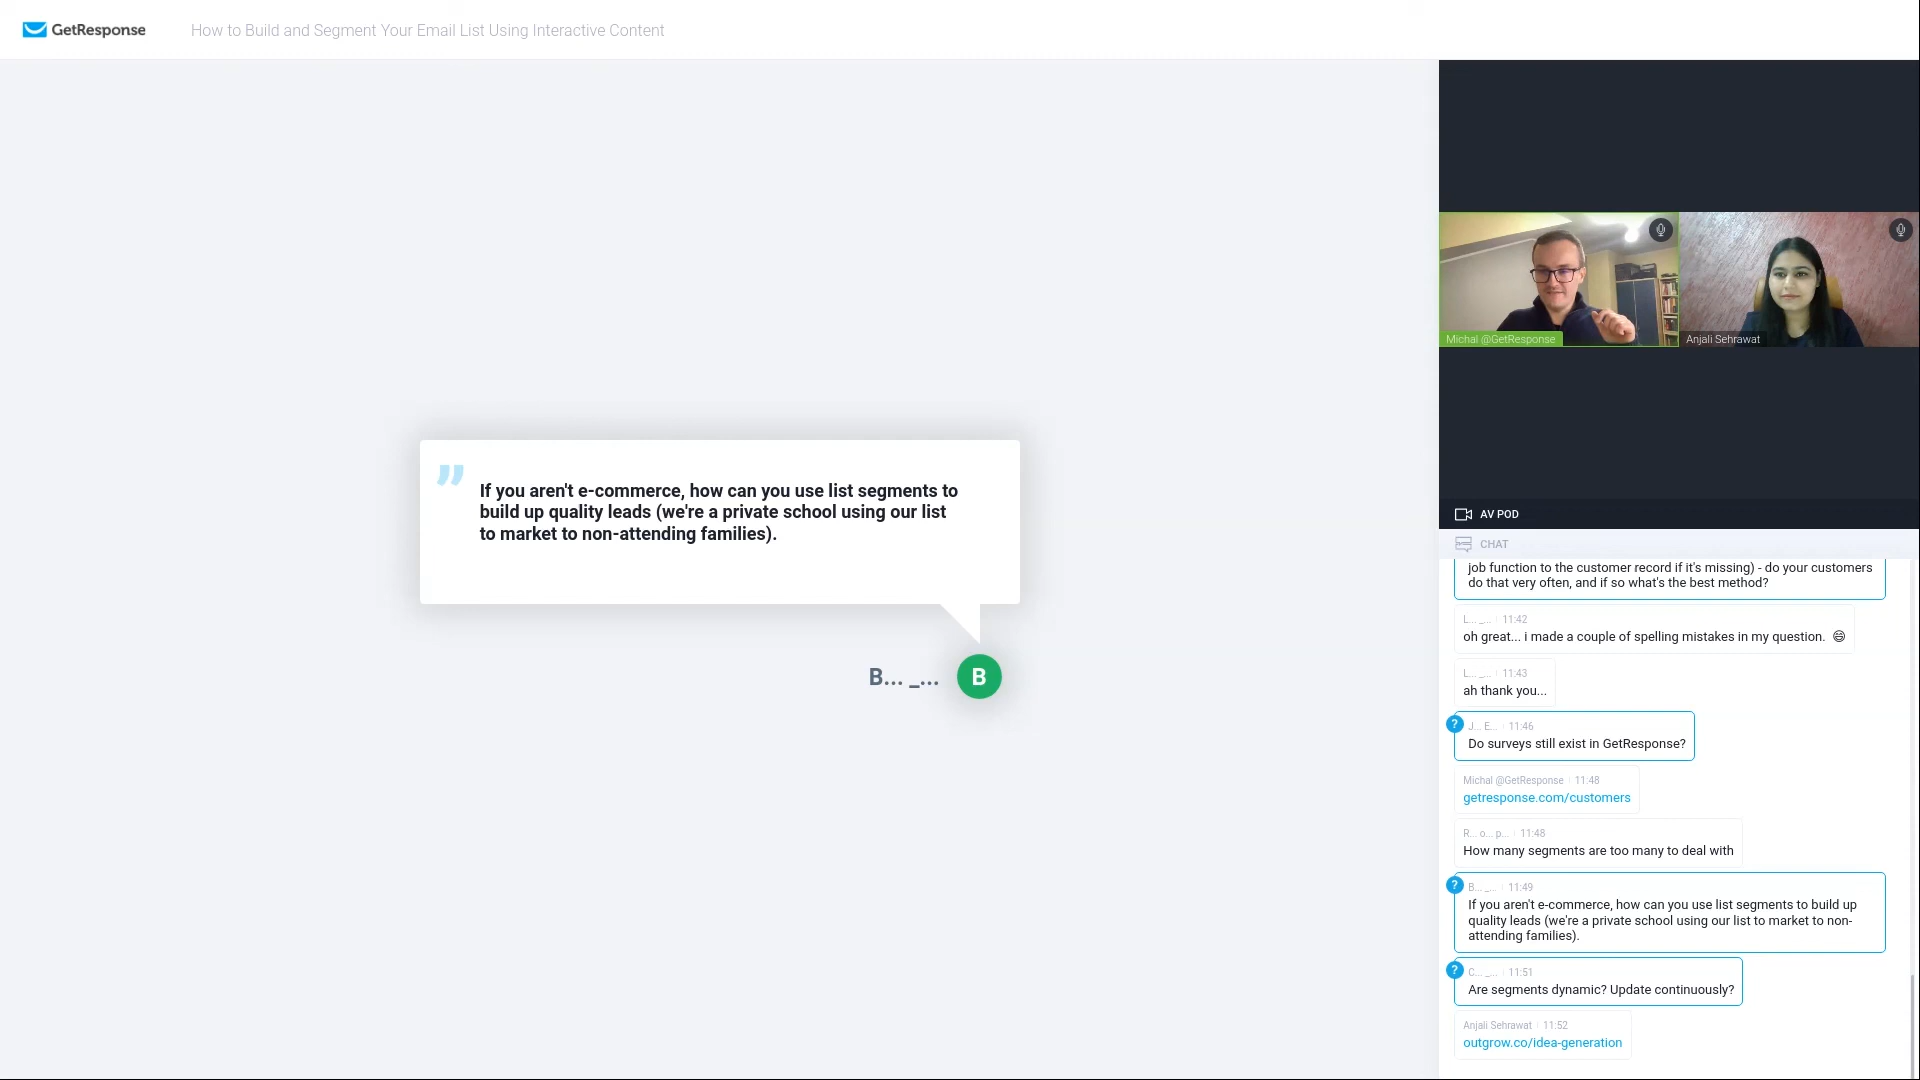 GetResponse
How to Build and Segment Your Email List Using Interactive Content
”
If you aren't e-commerce, how can you use list segments to
build up quality leads (we're a private school using our list
to market to non-attending families).
B... _... B
Michal @GetResponse
Anjali Sehrawat
AV POD
CHAT
job function to the customer record if it's missing) - do your customers
do that very often, and if so what's the best method?
L... _... 11:42
oh great... i made a couple of spelling mistakes in my question. 😄
L... _... 11:43
ah thank you...
? J... E... 11:46
Do surveys still exist in GetResponse?
Michal @GetResponse 11:48
getresponse.com/customers
R... o... p... 11:48
How many segments are too many to deal with
? B... _... 11:49
If you aren't e-commerce, how can you use list segments to build up
quality leads (we're a private school using our list to market to non-
attending families).
? C... _... 11:51
Are segments dynamic? Update continuously?
Anjali Sehrawat 11:52
outgrow.co/idea-generation